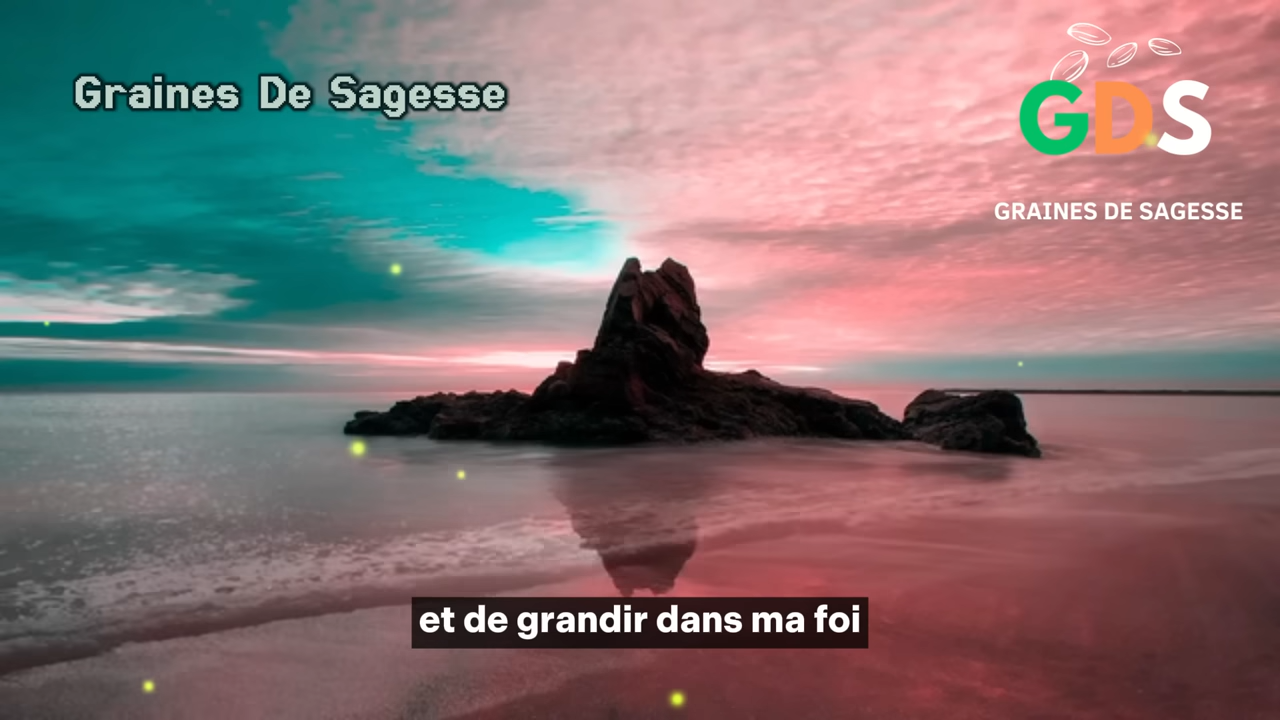 Graines De Sagesse
GDS
GRAINES DE SAGESSE
et de grandir dans ma foi